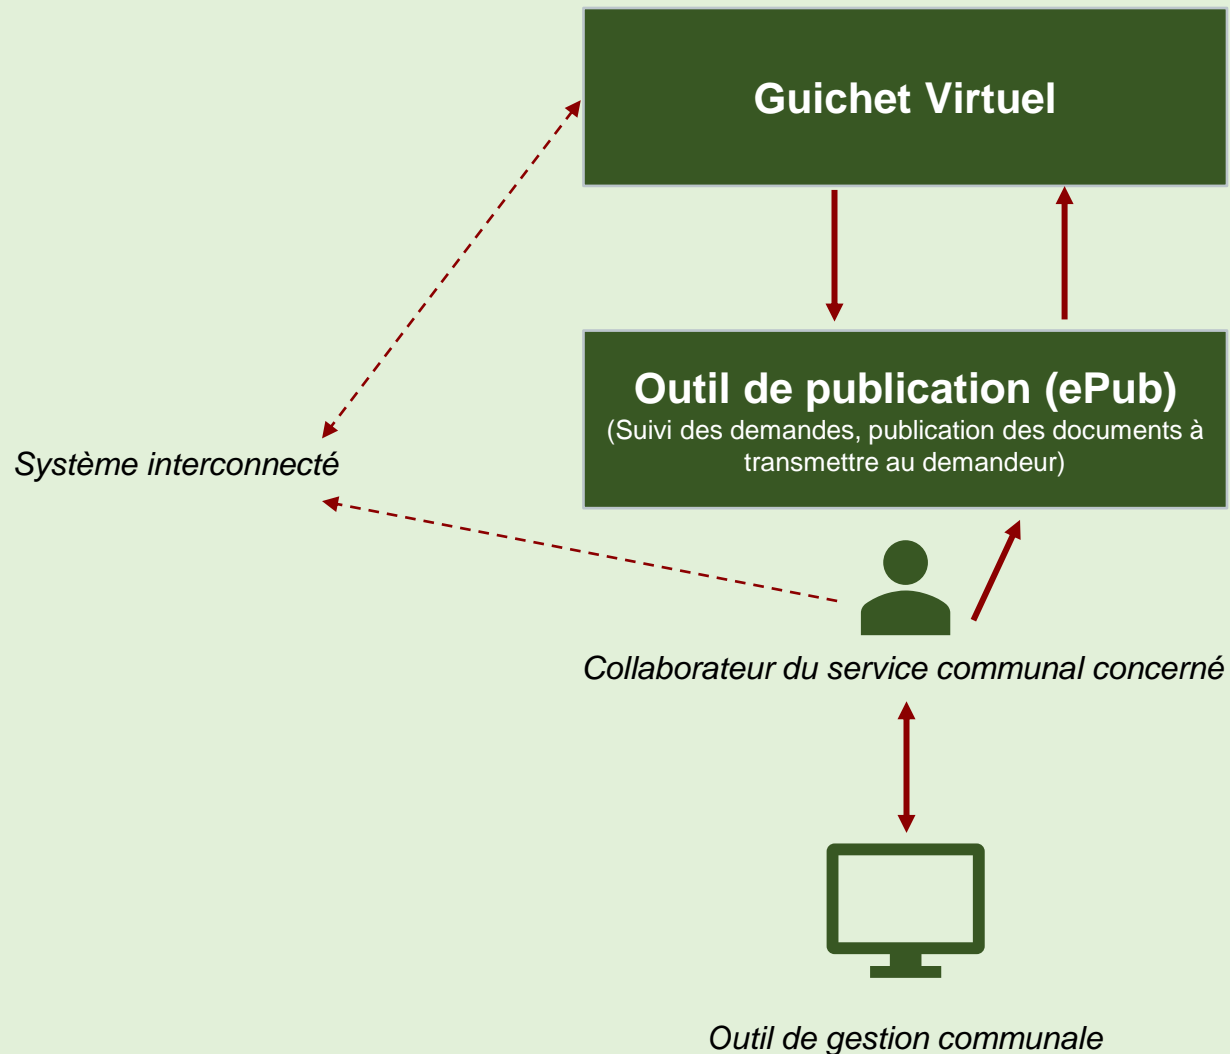 Guichet Virtuel
Outil de publication (ePub)
(Suivi des demandes, publication des documents à
transmettre au demandeur)
Système interconnecté
Collaborateur du service communal concerné
Outil de gestion communale